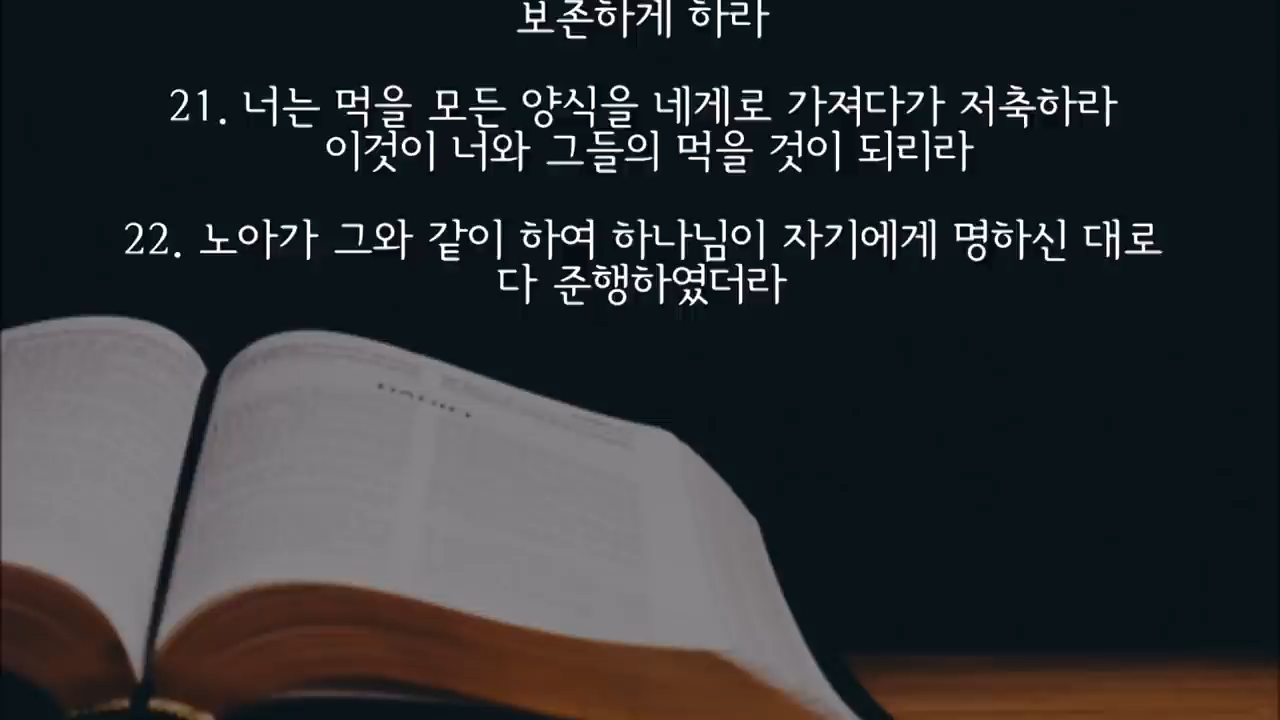 보존하게 하라
21. 너는 먹을 모든 양식을 네게로 가져다가 저축하라
이것이 너와 그들의 먹을 것이 되리라
22. 노아가 그와 같이 하여 하나님이 자기에게 명하신 대로
다 준행하였더라